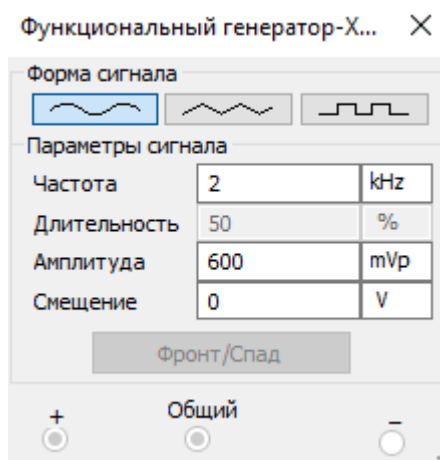 Функциональный генератор-X...
Форма сигнала
Параметры сигнала
Частота 2 kHz
Длительность 50 %
Амплитуда 600 mVp
Смещение 0 V
Фронт/Спад
+ Общий –